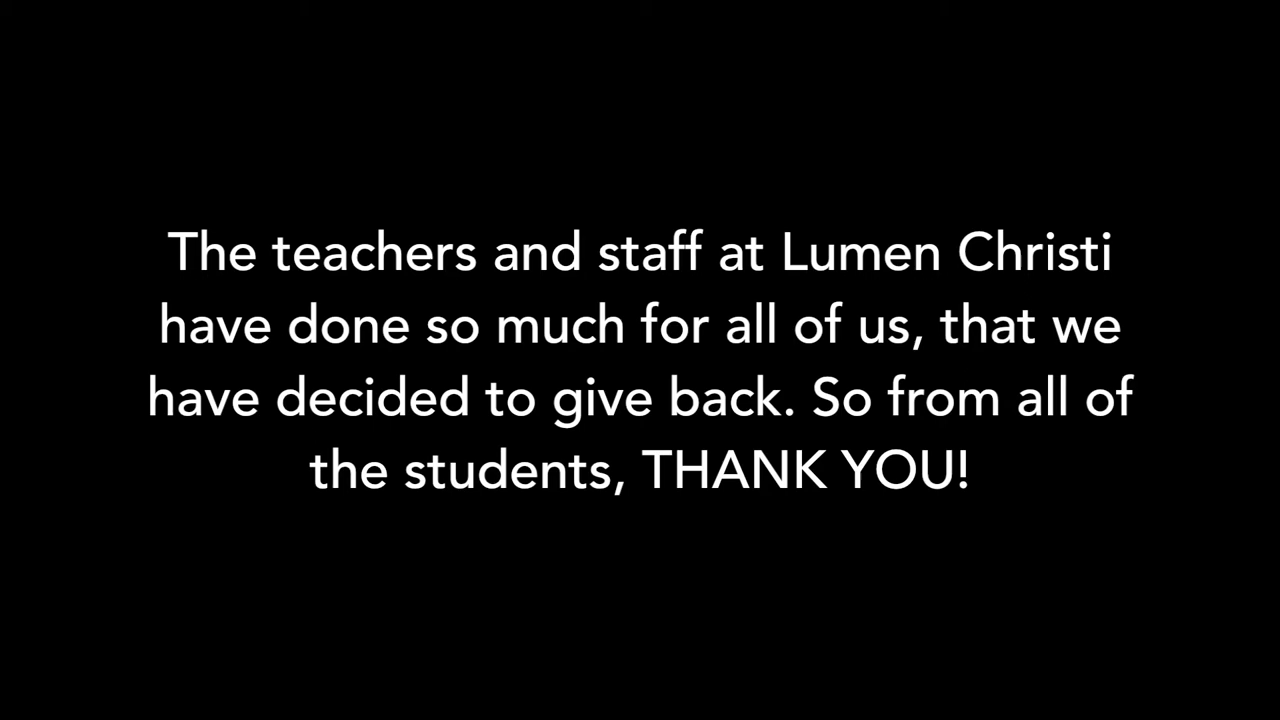 The teachers and staff at Lumen Christi
have done so much for all of us, that we
have decided to give back. So from all of
the students, THANK YOU!